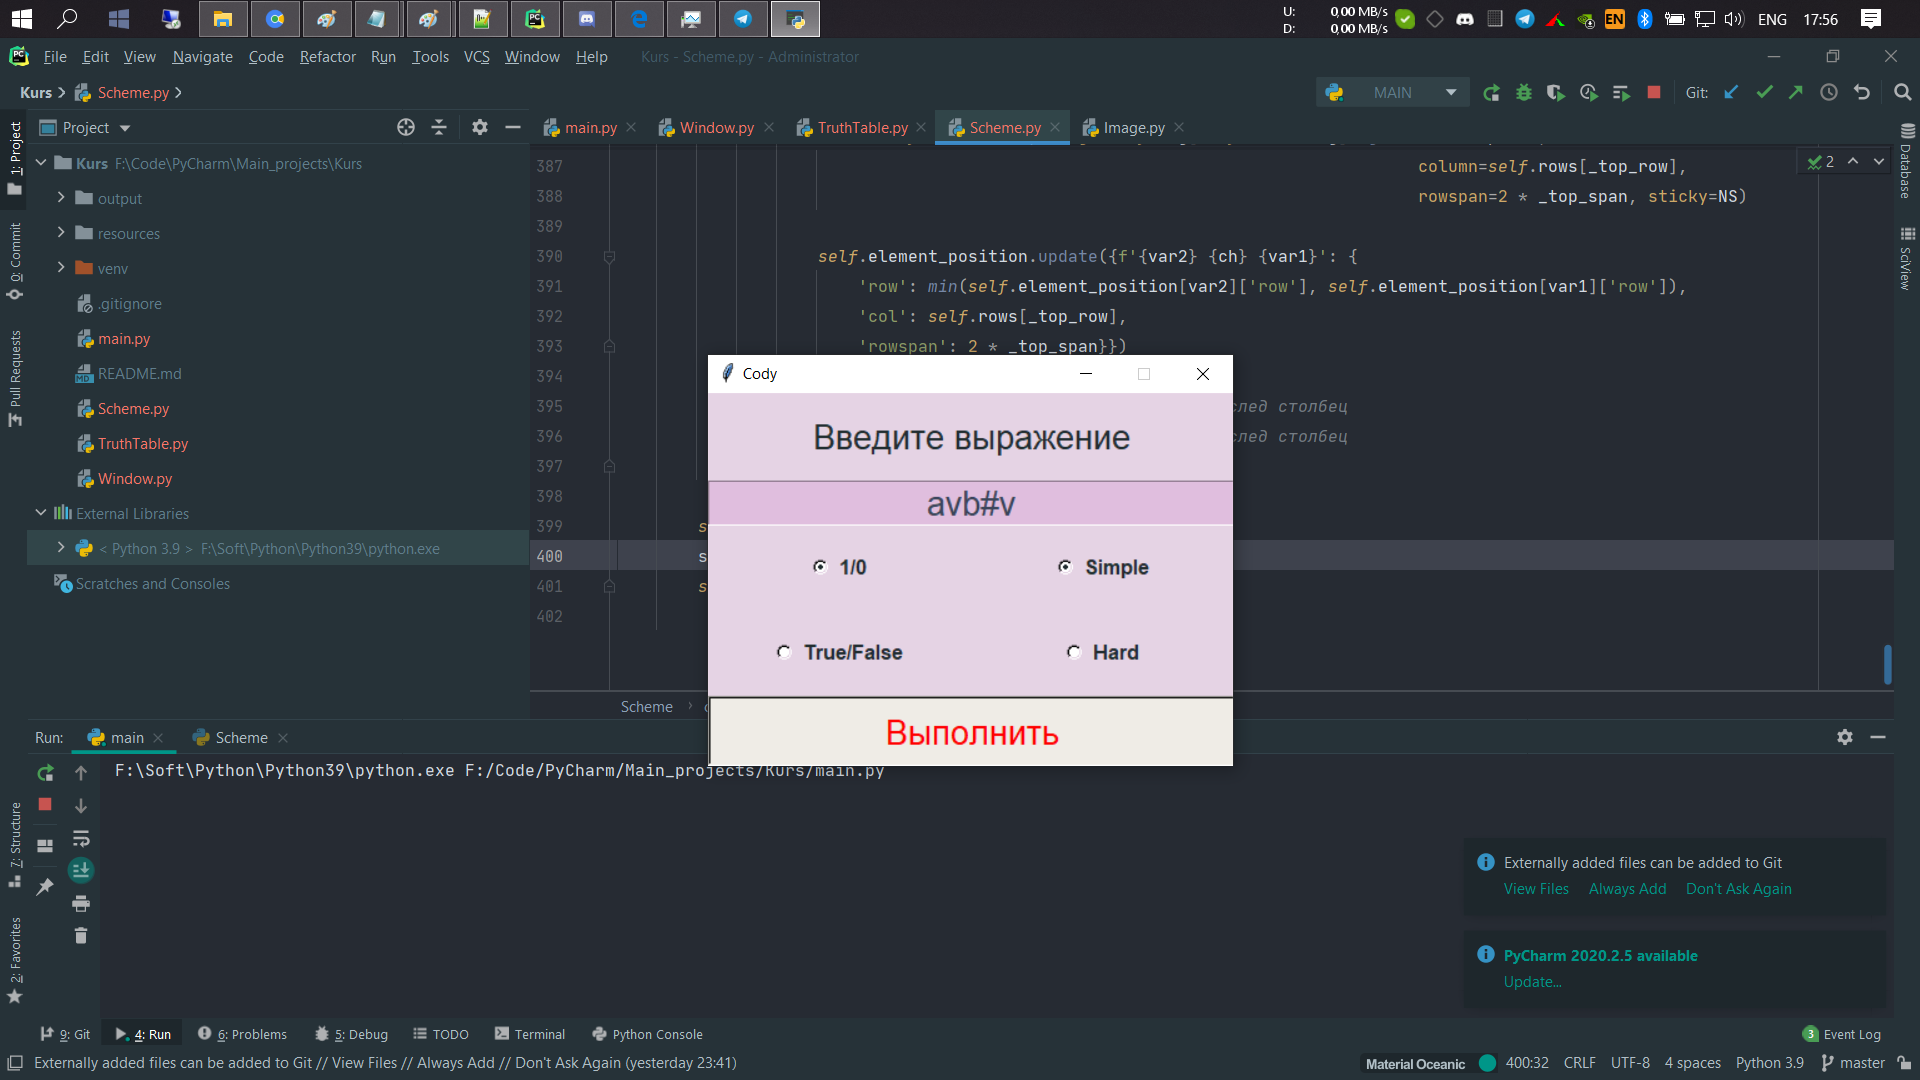 U: 0,00 MB/s
D: 0,00 MB/s
EN
ENG 17:56
File Edit View Navigate Code Refactor Run Tools VCS Window Help Kurs - Scheme.py - Administrator
Kurs Scheme.py
MAIN
Git:
Project
main.py Window.py TruthTable.py Scheme.py Image.py
1: Project
0: Commit
Pull Requests
7: Structure
2: Favorites
Database
SciView
Kurs F:\Code\PyCharm\Main_projects\Kurs
output
resources
venv
.gitignore
main.py
README.md
Scheme.py
TruthTable.py
Window.py
External Libraries
< Python 3.9 > F:\Soft\Python\Python39\python.exe
Scratches and Consoles
2
387 column=self.rows[_top_row],
388 rowspan=2 * _top_span, sticky=NS)
389
390 self.element_position.update({f'{var2} {ch} {var1}': {
391 'row': min(self.element_position[var2]['row'], self.element_position[var1]['row']),
392 'col': self.rows[_top_row],
393 'rowspan': 2 * _top_span}})
394
395 след столбец
396 след столбец
397
398
399 s
400 s
401 s
402
Cody
Введите выражение
avb#v
1/0 Simple
True/False Hard
Выполнить
Scheme
Run: main Scheme
F:\Soft\Python\Python39\python.exe F:/Code/PyCharm/Main_projects/Kurs/main.py
Externally added files can be added to Git
View Files Always Add Don't Ask Again
PyCharm 2020.2.5 available
Update...
9: Git 4: Run 6: Problems 5: Debug TODO Terminal Python Console 3 Event Log
Externally added files can be added to Git // View Files // Always Add // Don't Ask Again (yesterday 23:41) Material Oceanic 400:32 CRLF UTF-8 4 spaces Python 3.9 master